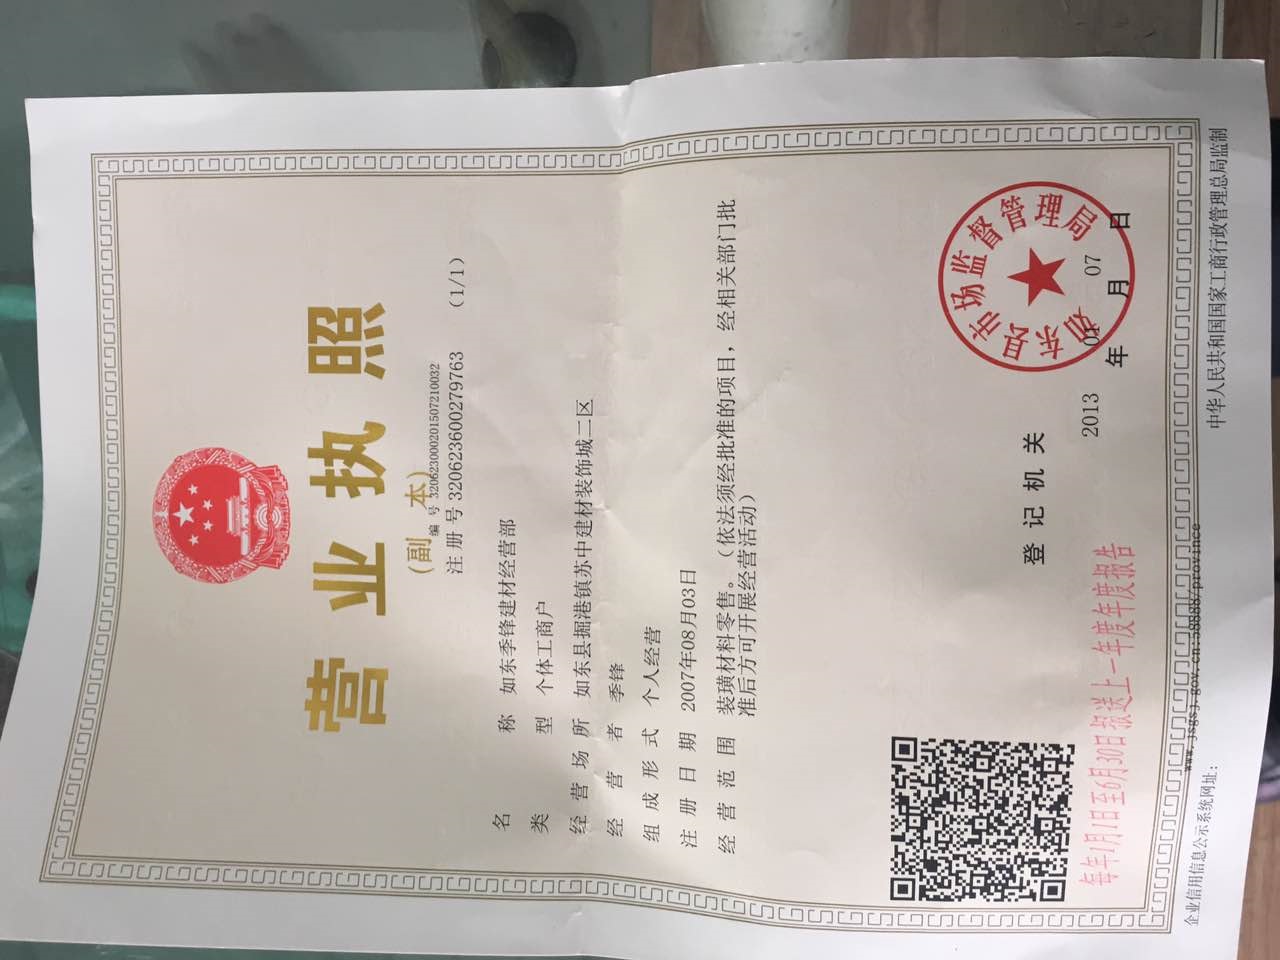 营业执照
(副 本)
编号 320623000201507210032
注册号 320623600279763 (1/1)
名称 如东季锋建材经营部
类型 个体工商户
经营场所 如东县掘港镇苏中建材装饰城二区
经营者 季锋
组成形式 个人经营
注册日期 2007年08月03日
经营范围 装璜材料零售。(依法须经批准的项目，经相关部门批
准后方可开展经营活动)
登记机关
如东县市场监督管理局
2013 年 01 月 07 日
每年1月1日至6月30日报送上一年度年度报告
企业信用信息公示系统网址: www.jsgsj.gov.cn:58888/province
中华人民共和国国家工商行政管理总局监制